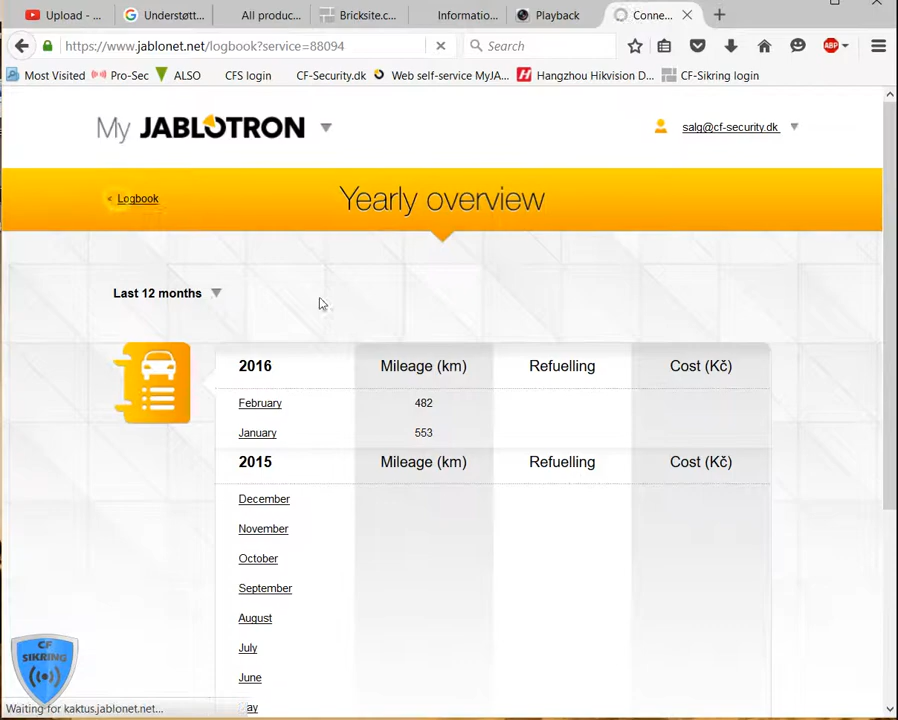 Upload - ...
Understøtt...
All produc...
Bricksite.c...
Informatio...
Playback
Conne...
https://www.jablonet.net/logbook?service=88094
Search
ABP
Most Visited
Pro-Sec
ALSO
CFS login
CF-Security.dk
Web self-service MyJA...
Hangzhou Hikvision D...
CF-Sikring login
My JABLOTRON
salg@cf-security.dk
< Logbook
Yearly overview
Last 12 months
2016 Mileage (km) Refuelling Cost (Kč)
February 482
January 553
2015 Mileage (km) Refuelling Cost (Kč)
December
November
October
September
August
July
June
ay
CF
SIKRING
Waiting for kaktus.jablonet.net...